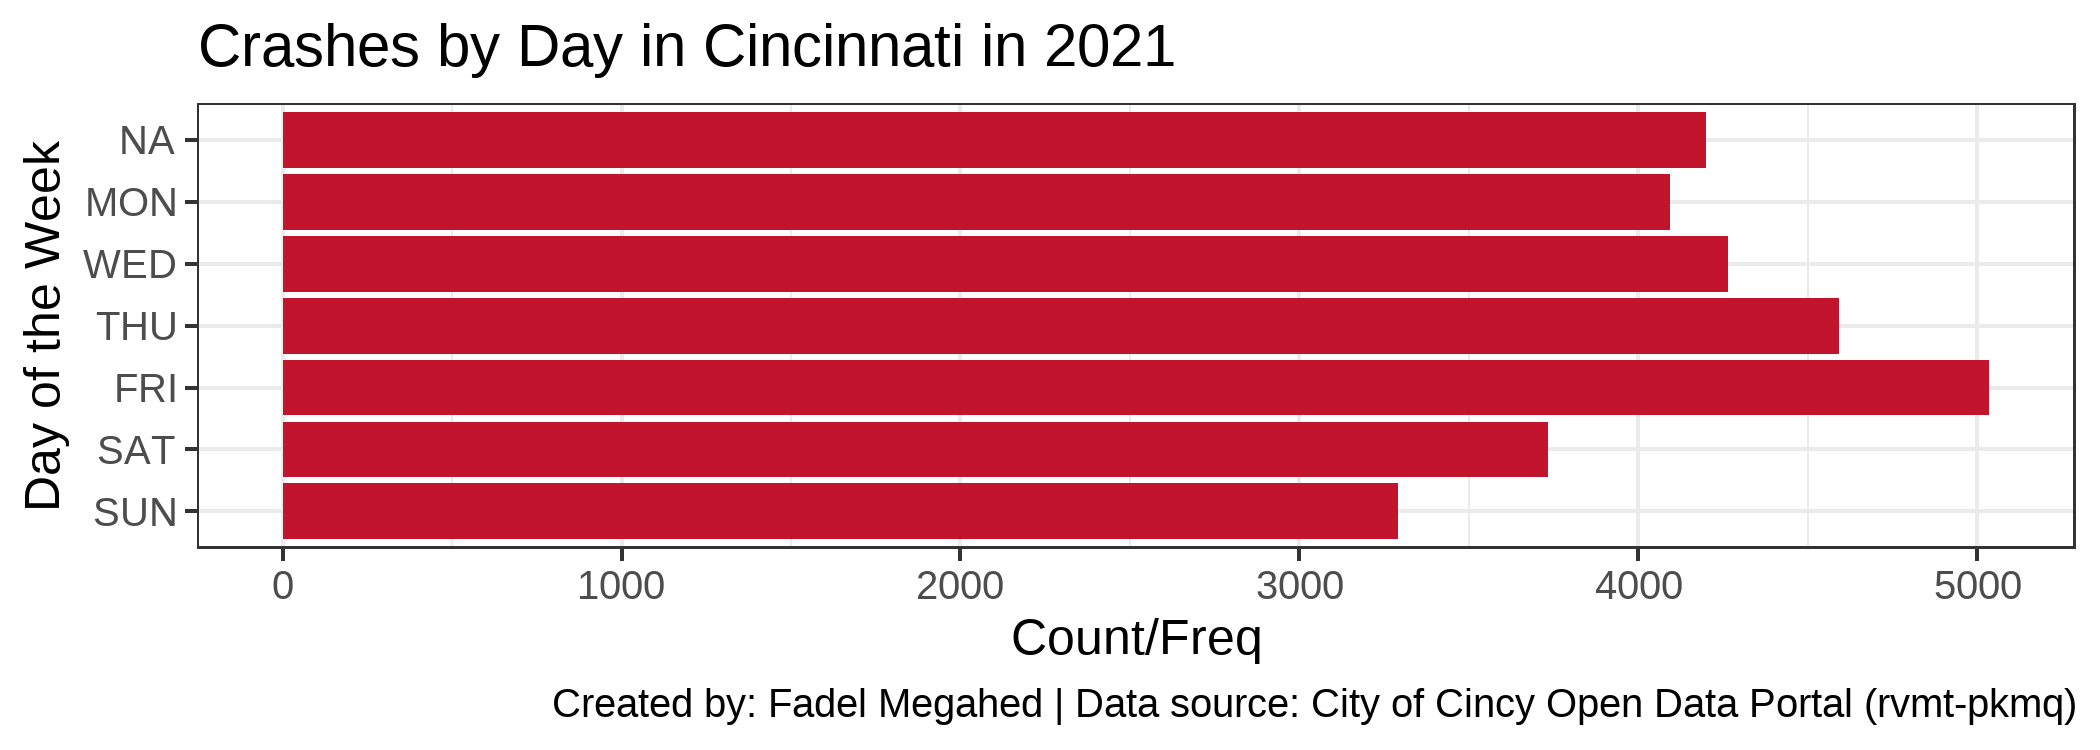 Crashes by Day in Cincinnati in 2021
Day of the Week
NA
MON
WED
THU
FRI
SAT
SUN
0 1000 2000 3000 4000 5000
Count/Freq
Created by: Fadel Megahed | Data source: City of Cincy Open Data Portal (rvmt-pkmq)